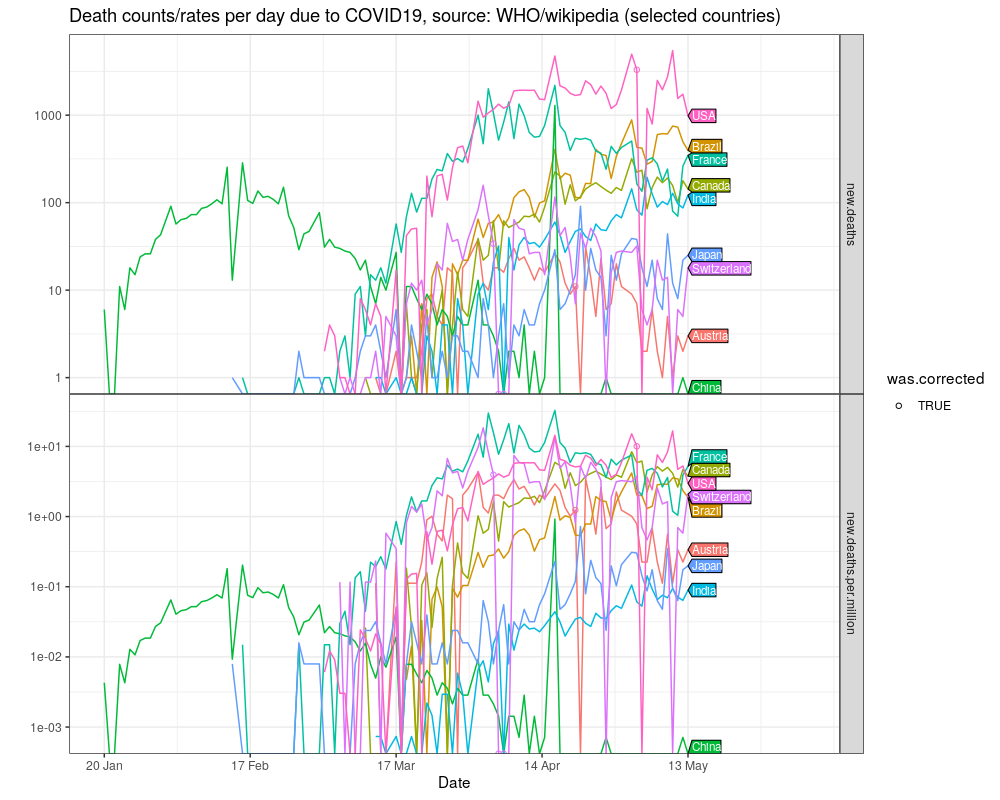 Death counts/rates per day due to COVID19, source: WHO/wikipedia (selected countries)
1000
100
10
1
USA
Brazil
France
Canada
India
Japan
Switzerland
Austria
China
new.deaths
1e+01
1e+00
1e-01
1e-02
1e-03
France
Canada
USA
Switzerland
Brazil
Austria
Japan
India
China
new.deaths.per.million
20 Jan
17 Feb
17 Mar
14 Apr
13 May
Date
was.corrected
TRUE